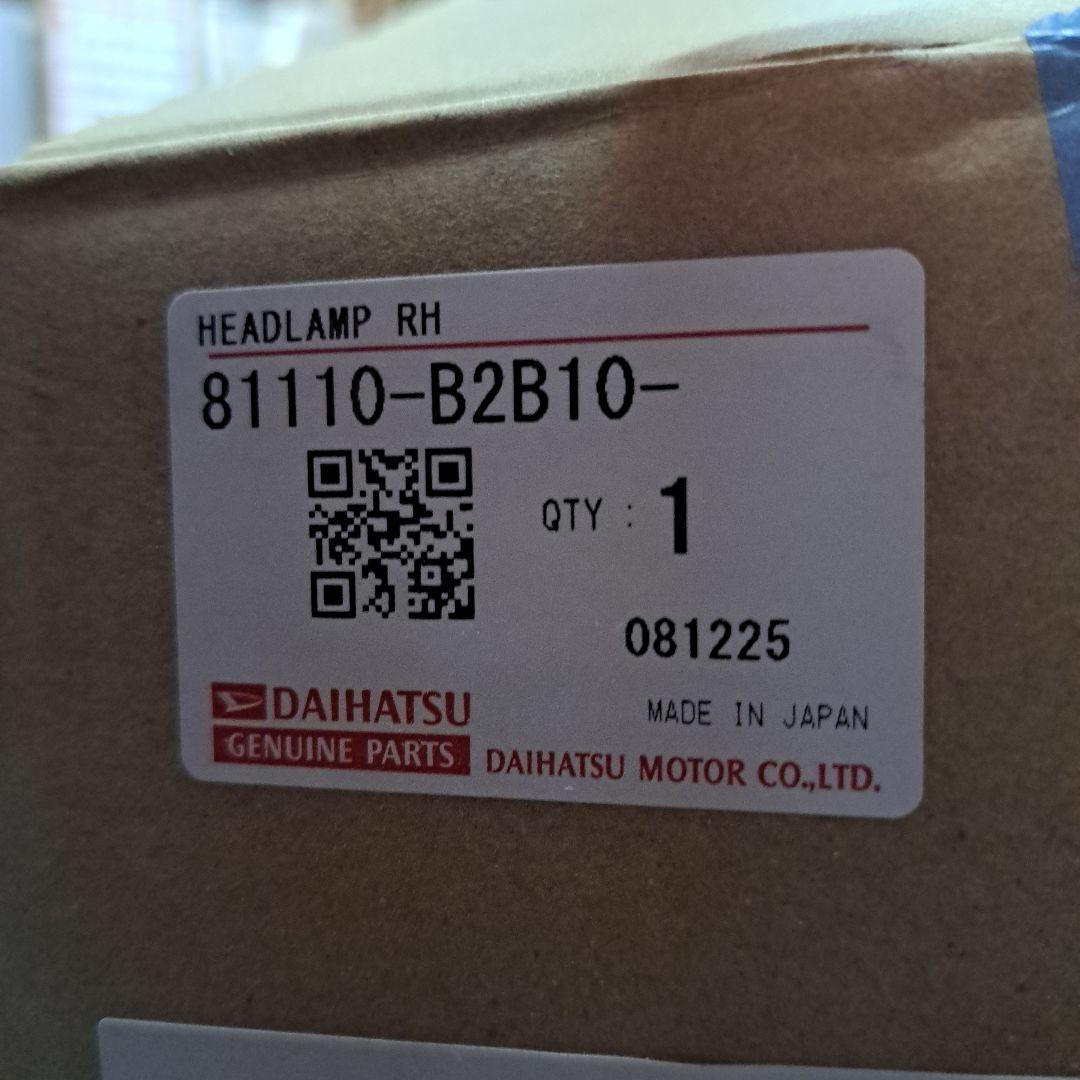 HEADLAMP RH
81110-B2B10-
QTY : 1
081225
DAIHATSU
MADE IN JAPAN
GENUINE PARTS
DAIHATSU MOTOR CO.,LTD.